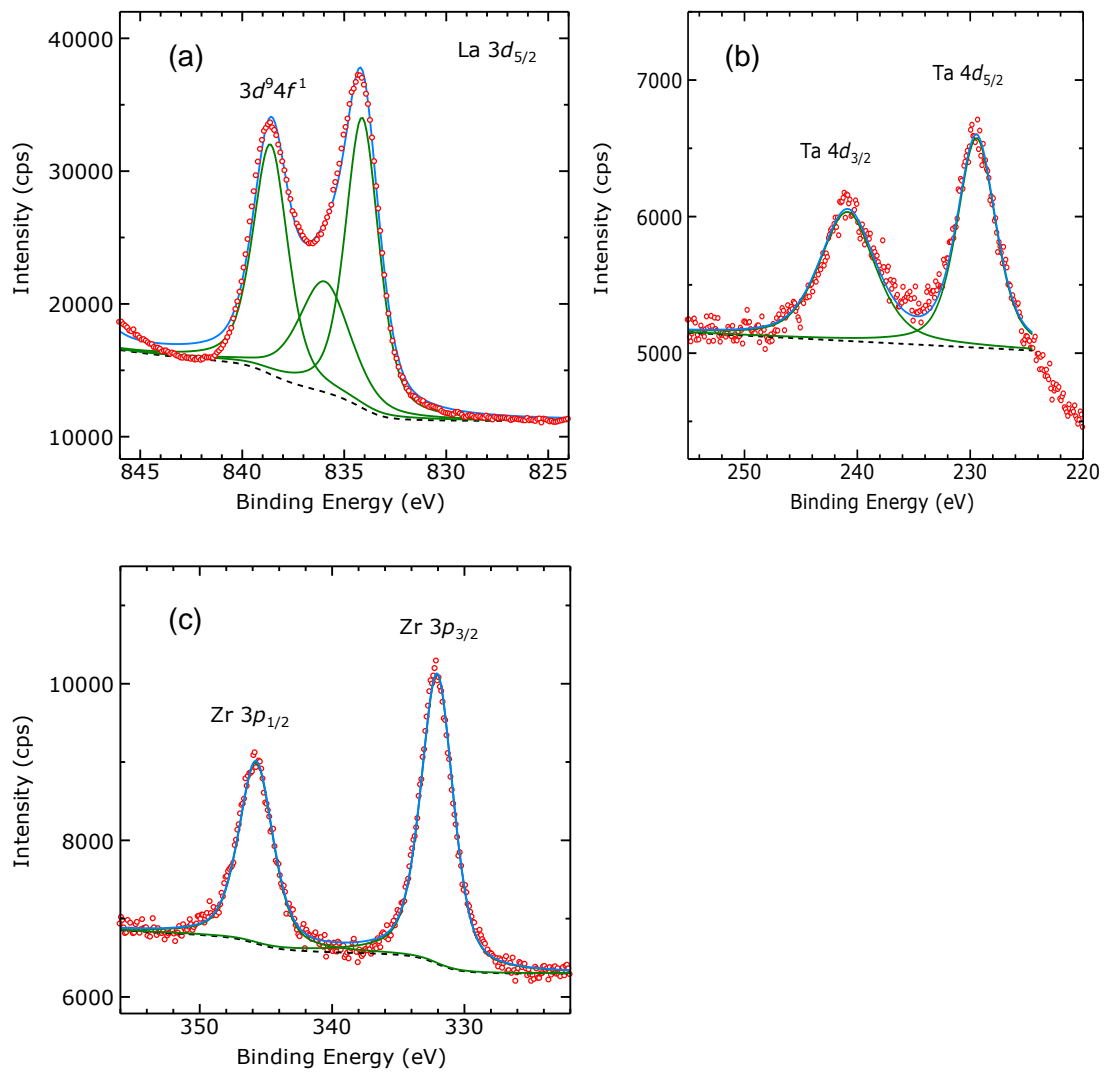 (a)
La 3d5/2
3d⁹4f¹
40000
30000
20000
10000
Intensity (cps)
845 840 835 830 825
Binding Energy (eV)
(b)
Ta 4d5/2
Ta 4d3/2
7000
6000
5000
Intensity (cps)
250 240 230 220
Binding Energy (eV)
(c)
Zr 3p3/2
Zr 3p1/2
10000
8000
6000
Intensity (cps)
350 340 330
Binding Energy (eV)